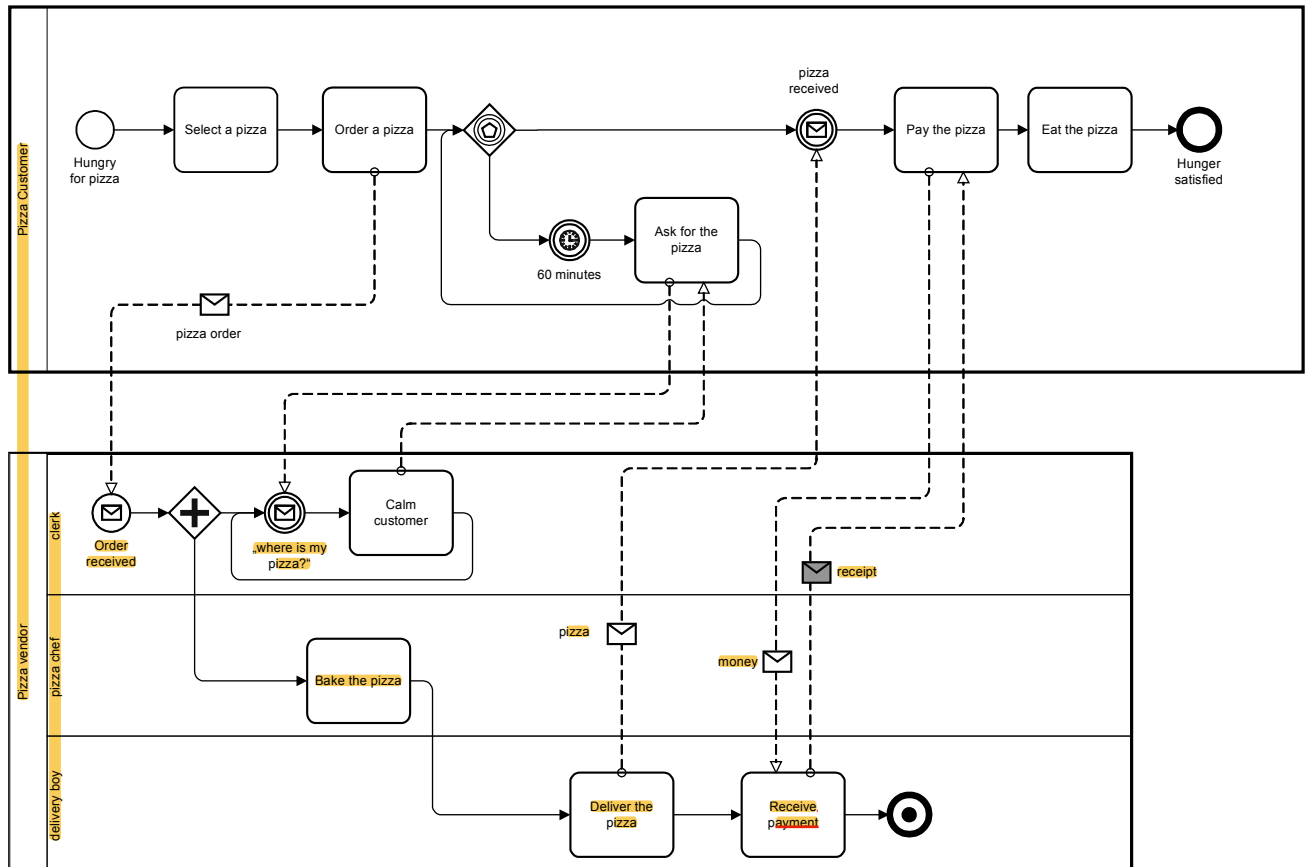 Pizza Customer
Hungry
for pizza
Select a pizza
Order a pizza
pizza
received
Pay the pizza
Eat the pizza
Hunger
satisfied
60 minutes
Ask for the
pizza
pizza order
Pizza vendor
clerk
Order
received
„where is my
pizza?“
Calm
customer
receipt
pizza chef
Bake the pizza
pizza
money
delivery boy
Deliver the
pizza
Receive
payment